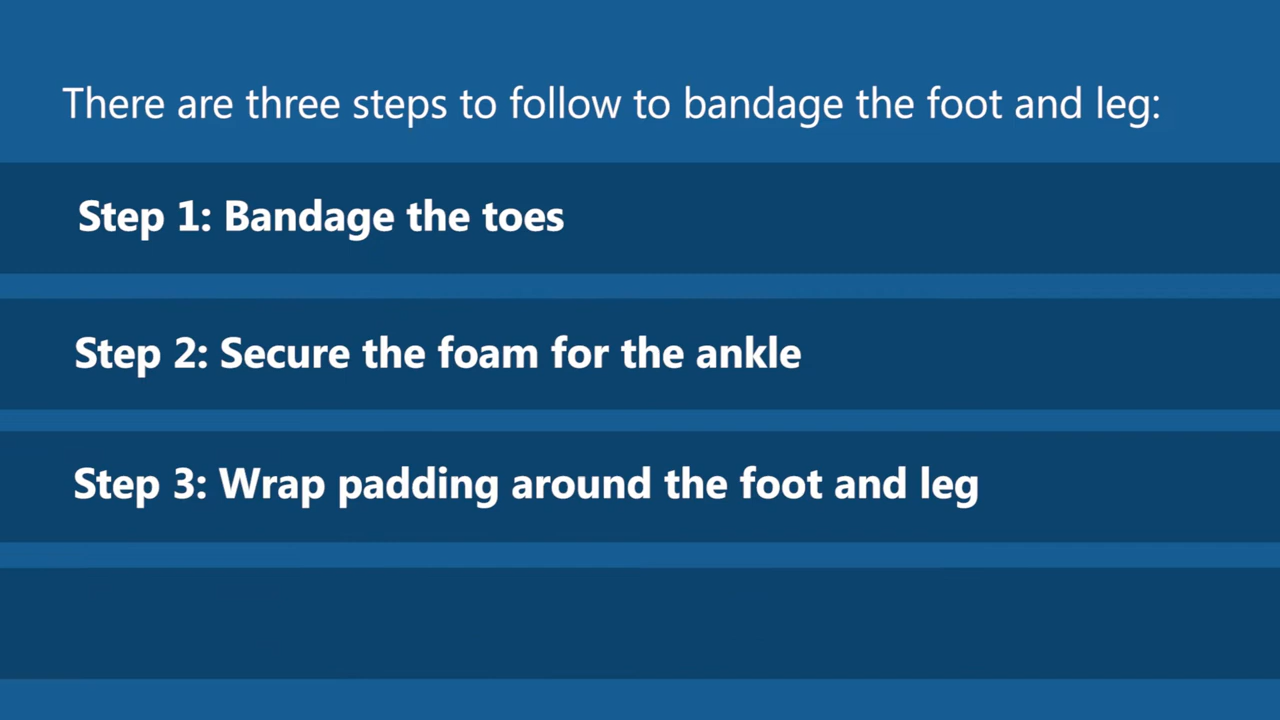 There are three steps to follow to bandage the foot and leg:
Step 1: Bandage the toes
Step 2: Secure the foam for the ankle
Step 3: Wrap padding around the foot and leg